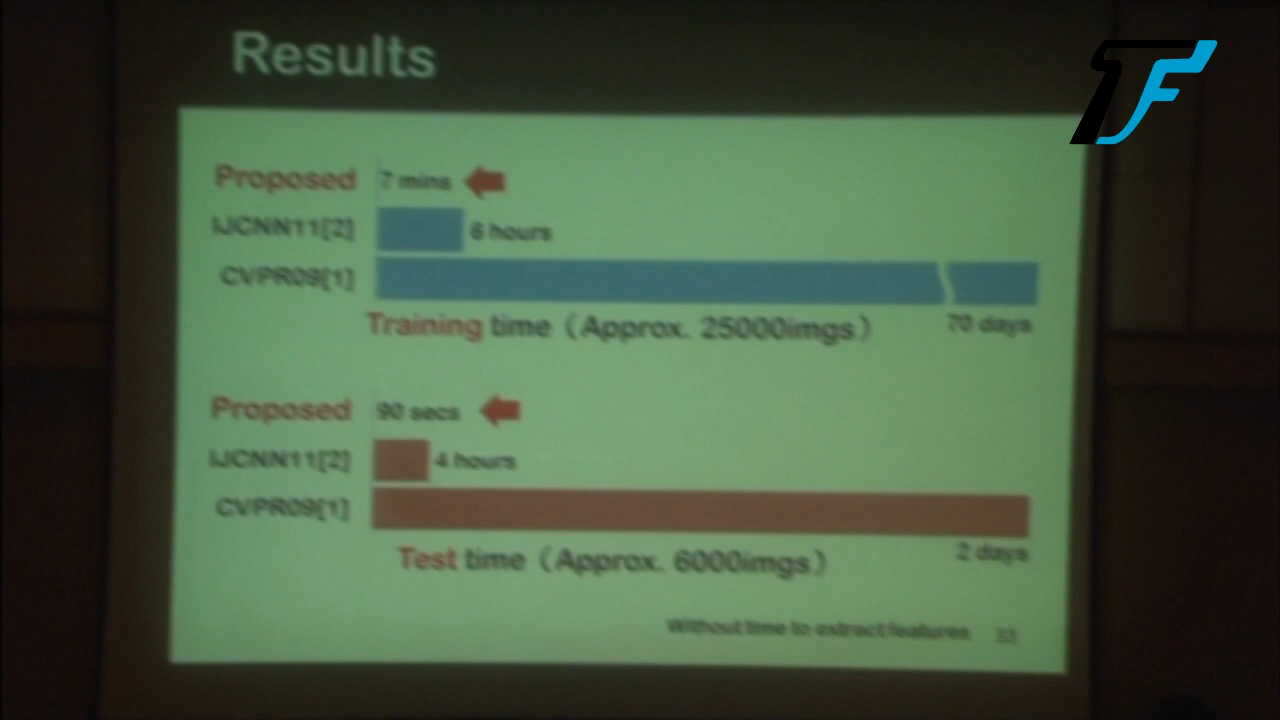 Results
Proposed 7 mins
IJCNN11[2] 6 hours
CVPR09[1]
Training time (Approx. 25000imgs) 70 days
Proposed 90 secs
IJCNN11[2] 4 hours
CVPR09[1]
Test time (Approx. 6000imgs) 2 days
Without time to extract features
TF